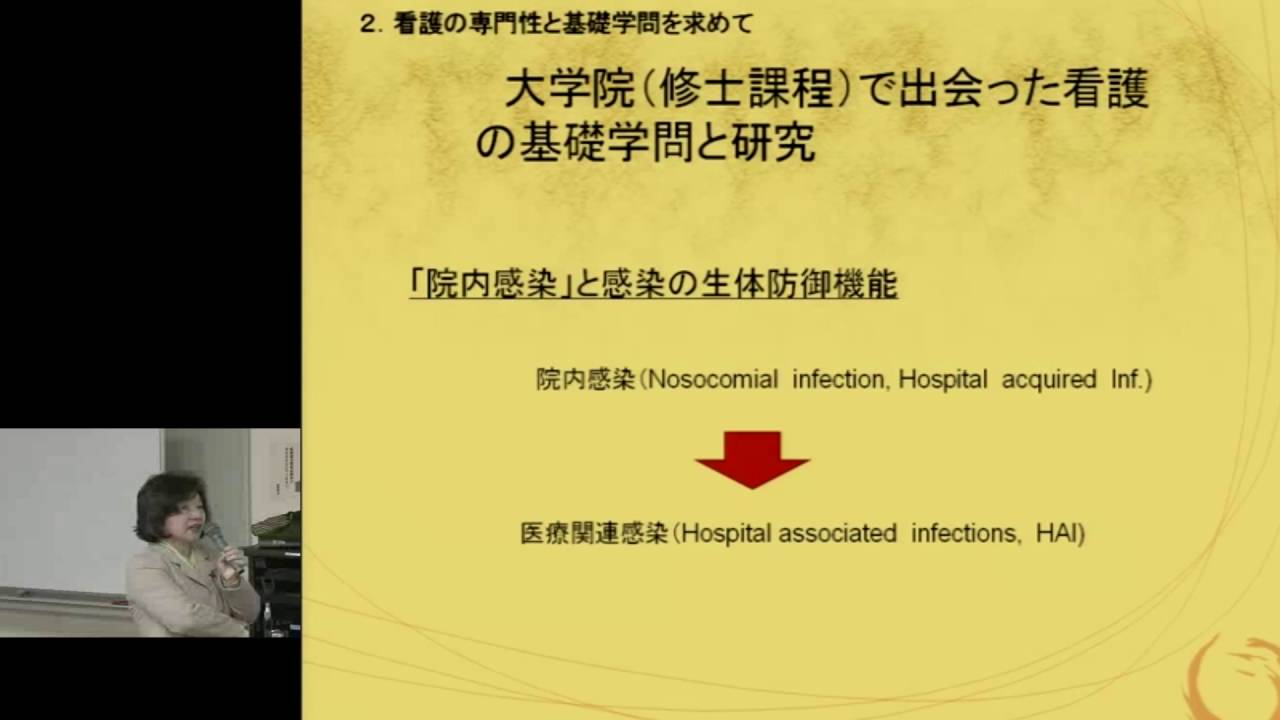 ２．看護の専門性と基礎学問を求めて
大学院（修士課程）で出会った看護
の基礎学問と研究
「院内感染」と感染の生体防御機能
院内感染（Nosocomial infection, Hospital acquired Inf.）
医療関連感染（Hospital associated infections, HAI）